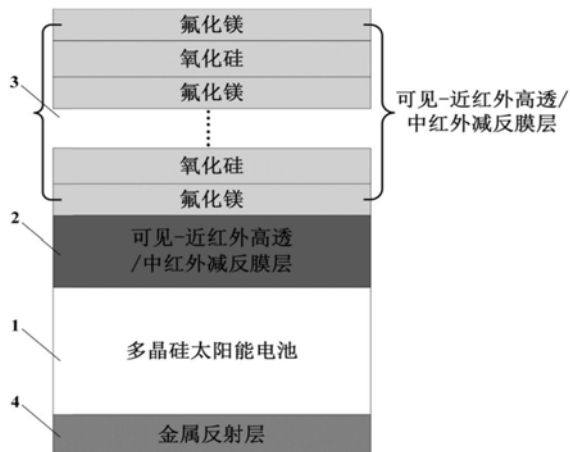 氟化镁
氧化硅
氟化镁
3
可见-近红外高透/
中红外减反膜层
氧化硅
氟化镁
2
可见-近红外高透
/中红外减反膜层
1
多晶硅太阳能电池
4
金属反射层